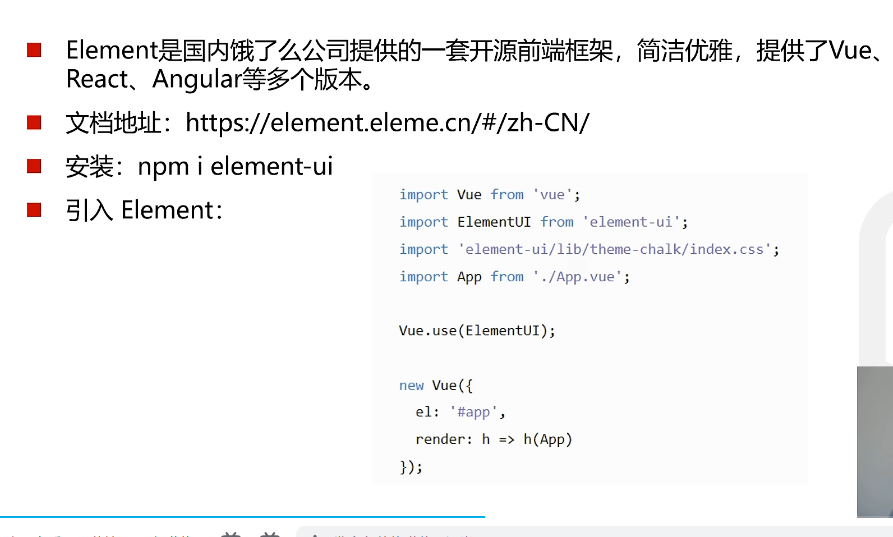 Element是国内饿了么公司提供的一套开源前端框架，简洁优雅，提供了Vue、
React、Angular等多个版本。
文档地址：https://element.eleme.cn/#/zh-CN/
安装：npm i element-ui
引入 Element：
import Vue from 'vue';
import ElementUI from 'element-ui';
import 'element-ui/lib/theme-chalk/index.css';
import App from './App.vue';
Vue.use(ElementUI);
new Vue({
el: '#app',
render: h => h(App)
});